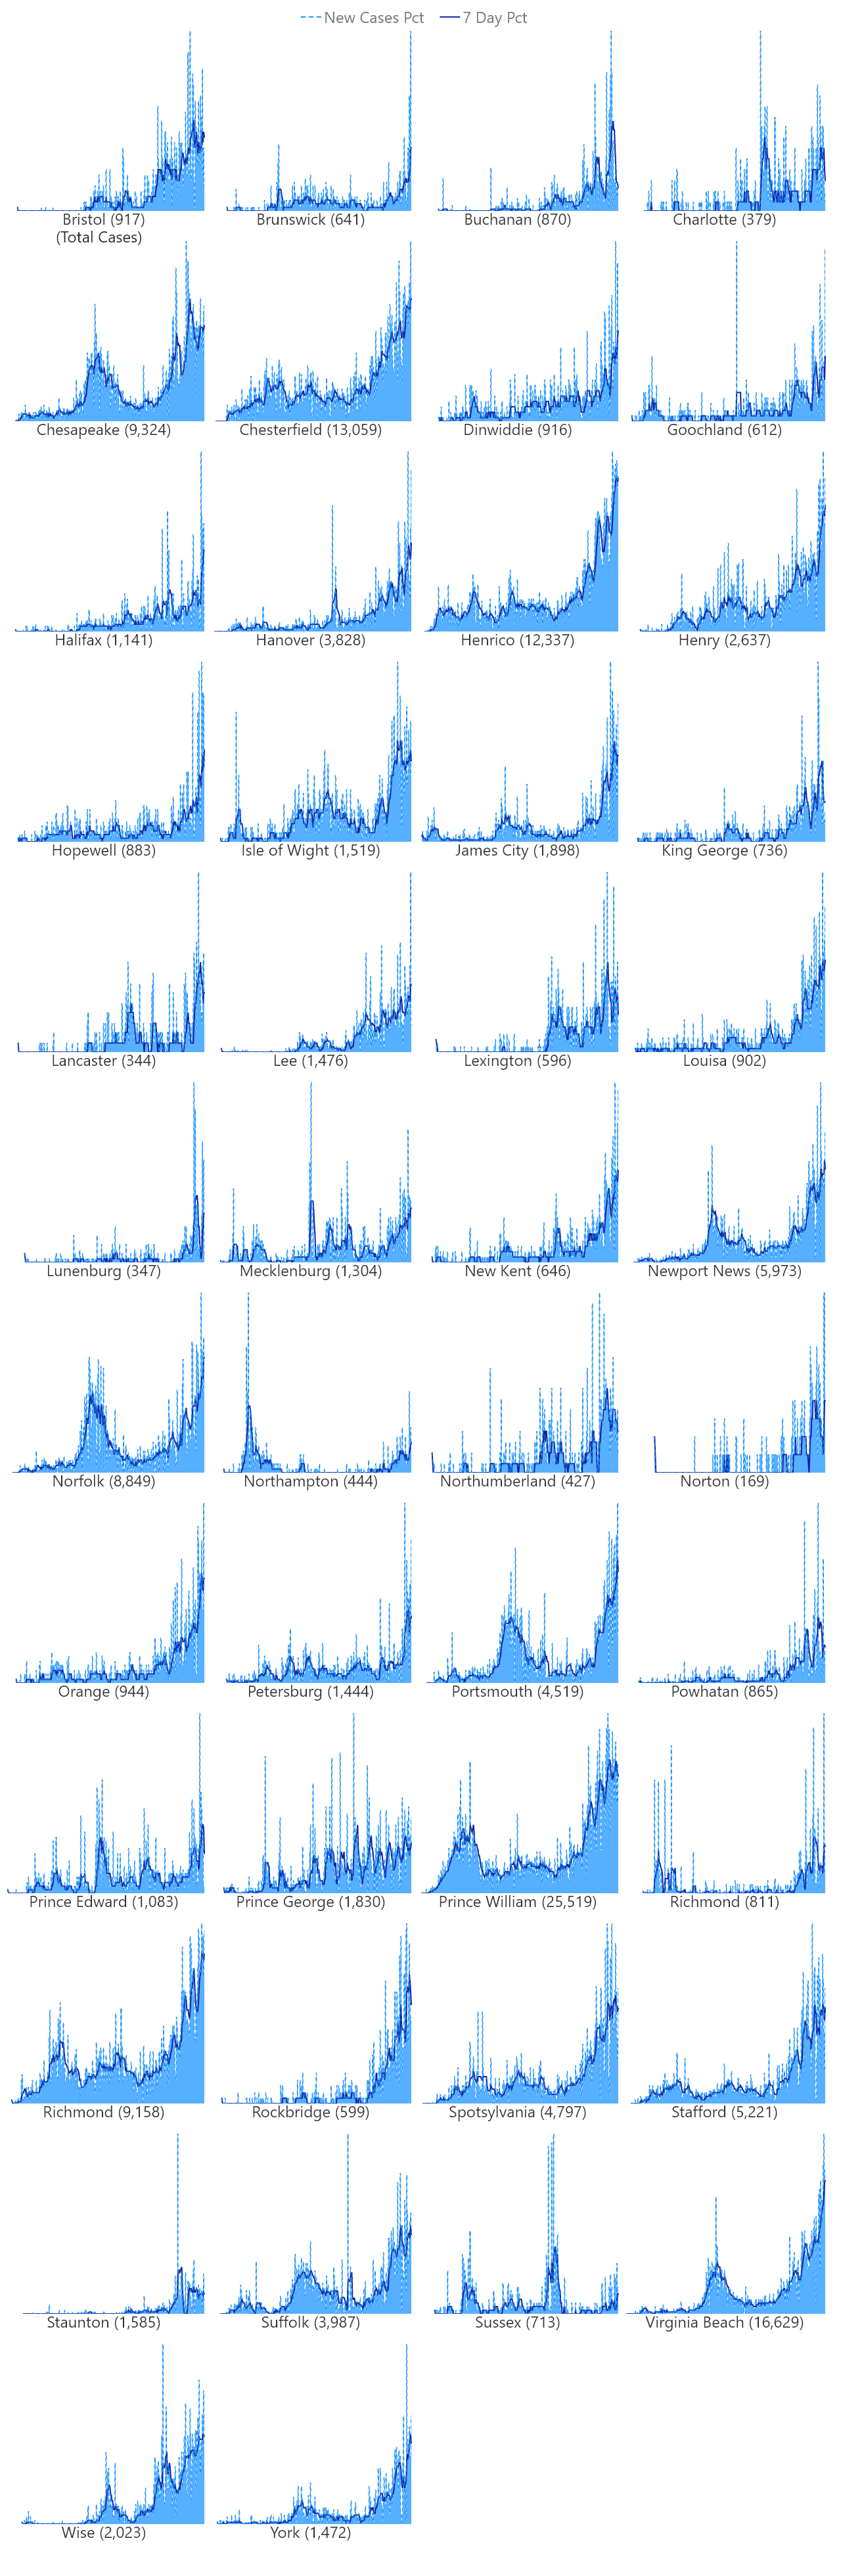 New Cases Pct 7 Day Pct
Bristol (917) Brunswick (641) Buchanan (870) Charlotte (379)
(Total Cases)
Chesapeake (9,324) Chesterfield (13,059) Dinwiddie (916) Goochland (612)
Halifax (1,141) Hanover (3,828) Henrico (12,337) Henry (2,637)
Hopewell (883) Isle of Wight (1,519) James City (1,898) King George (736)
Lancaster (344) Lee (1,476) Lexington (596) Louisa (902)
Lunenburg (347) Mecklenburg (1,304) New Kent (646) Newport News (5,973)
Norfolk (8,849) Northampton (444) Northumberland (427) Norton (169)
Orange (944) Petersburg (1,444) Portsmouth (4,519) Powhatan (865)
Prince Edward (1,083) Prince George (1,830) Prince William (25,519) Richmond (811)
Richmond (9,158) Rockbridge (599) Spotsylvania (4,797) Stafford (5,221)
Staunton (1,585) Suffolk (3,987) Sussex (713) Virginia Beach (16,629)
Wise (2,023) York (1,472)